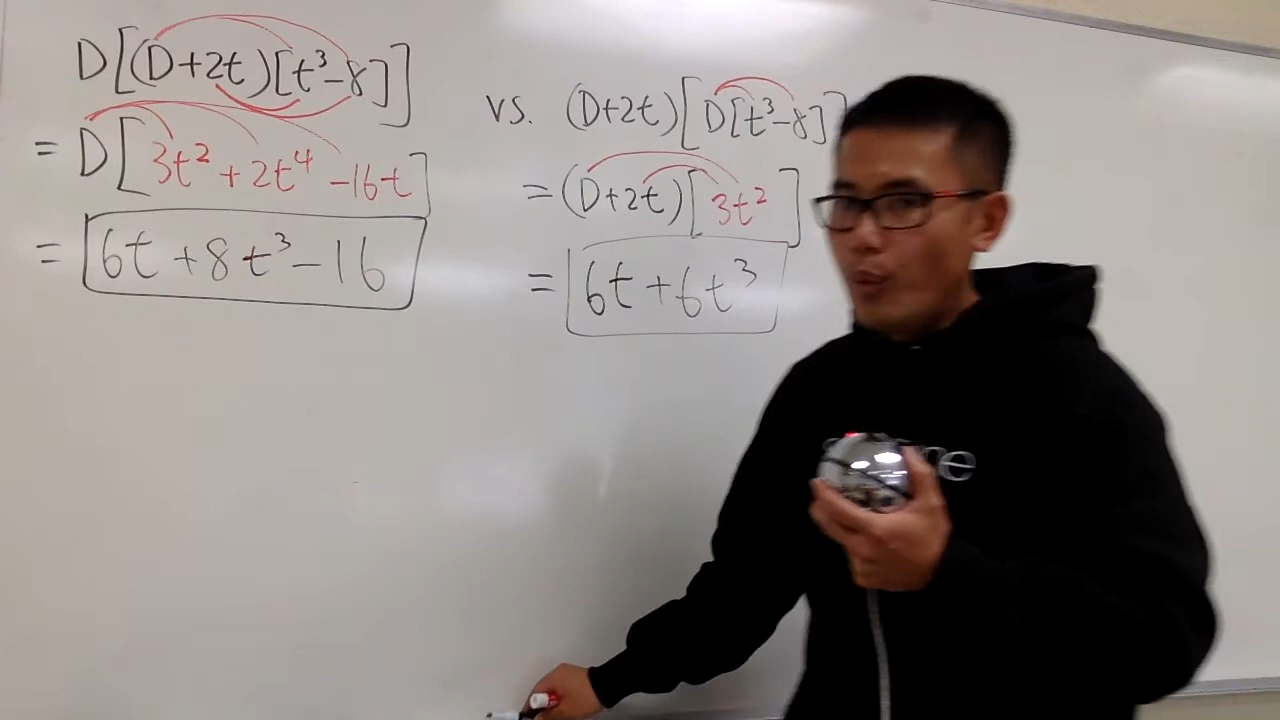 D[(D+2t)[t³-8]]
= D[3t²+2t⁴-16t]
= 6t+8t³-16
vs. (D+2t)[D[t³-8]]
= (D+2t)[3t²]
= 6t+6t³